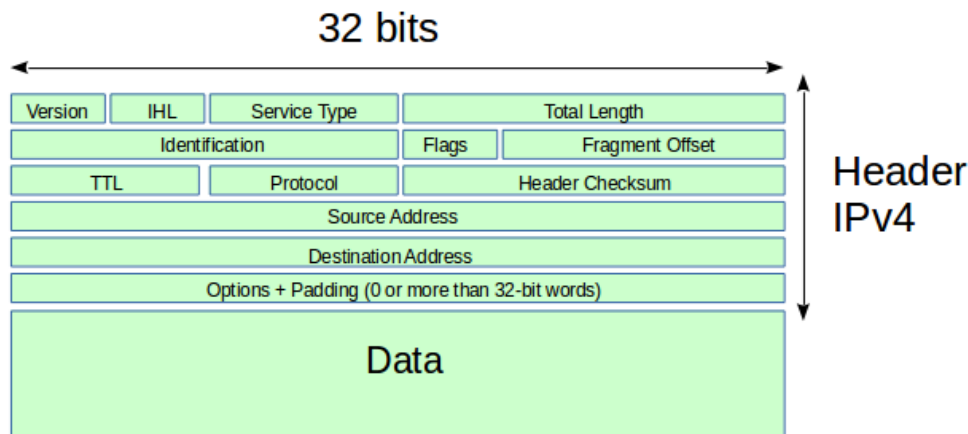 32 bits
Version IHL Service Type Total Length
Identification Flags Fragment Offset
TTL Protocol Header Checksum
Source Address
Destination Address
Options + Padding (0 or more than 32-bit words)
Data
Header
IPv4